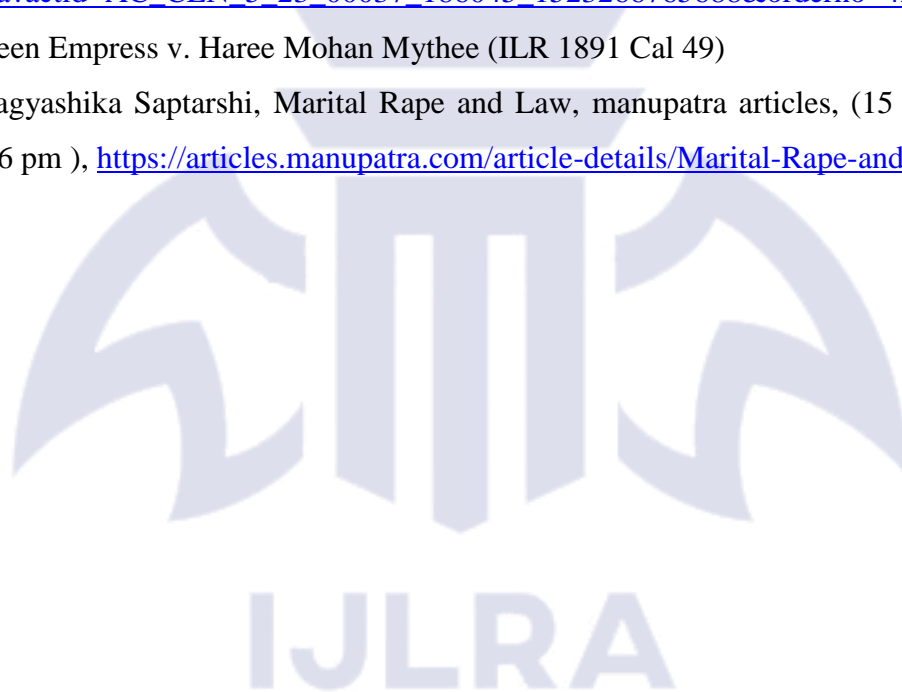 een Empress v. Haree Mohan Mythee (ILR 1891 Cal 49)
agyashika Saptarshi, Marital Rape and Law, manupatra articles, (15
6 pm ), https://articles.manupatra.com/article-details/Marital-Rape-and
IJLRA